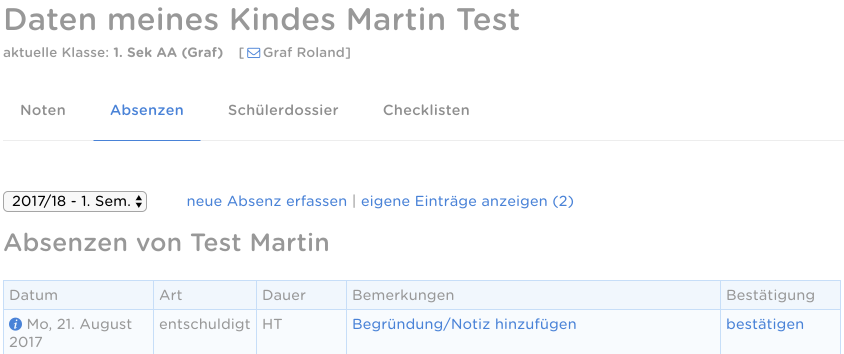 Daten meines Kindes Martin Test
aktuelle Klasse: 1. Sek AA (Graf) [ Graf Roland]
Noten Absenzen Schülerdossier Checklisten
2017/18 - 1. Sem. neue Absenz erfassen | eigene Einträge anzeigen (2)
Absenzen von Test Martin
Datum Art Dauer Bemerkungen Bestätigung
Mo, 21. August entschuldigt HT Begründung/Notiz hinzufügen bestätigen
2017